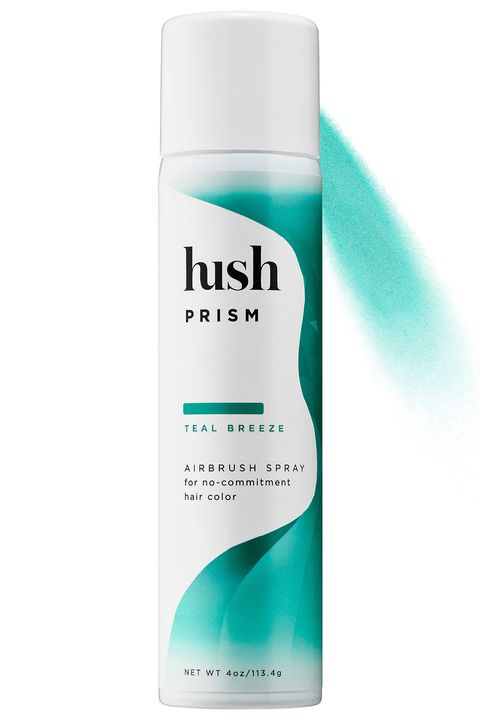 hush
PRISM
TEAL BREEZE
AIRBRUSH SPRAY
for no-commitment
hair color
NET WT 4oz/113.4g